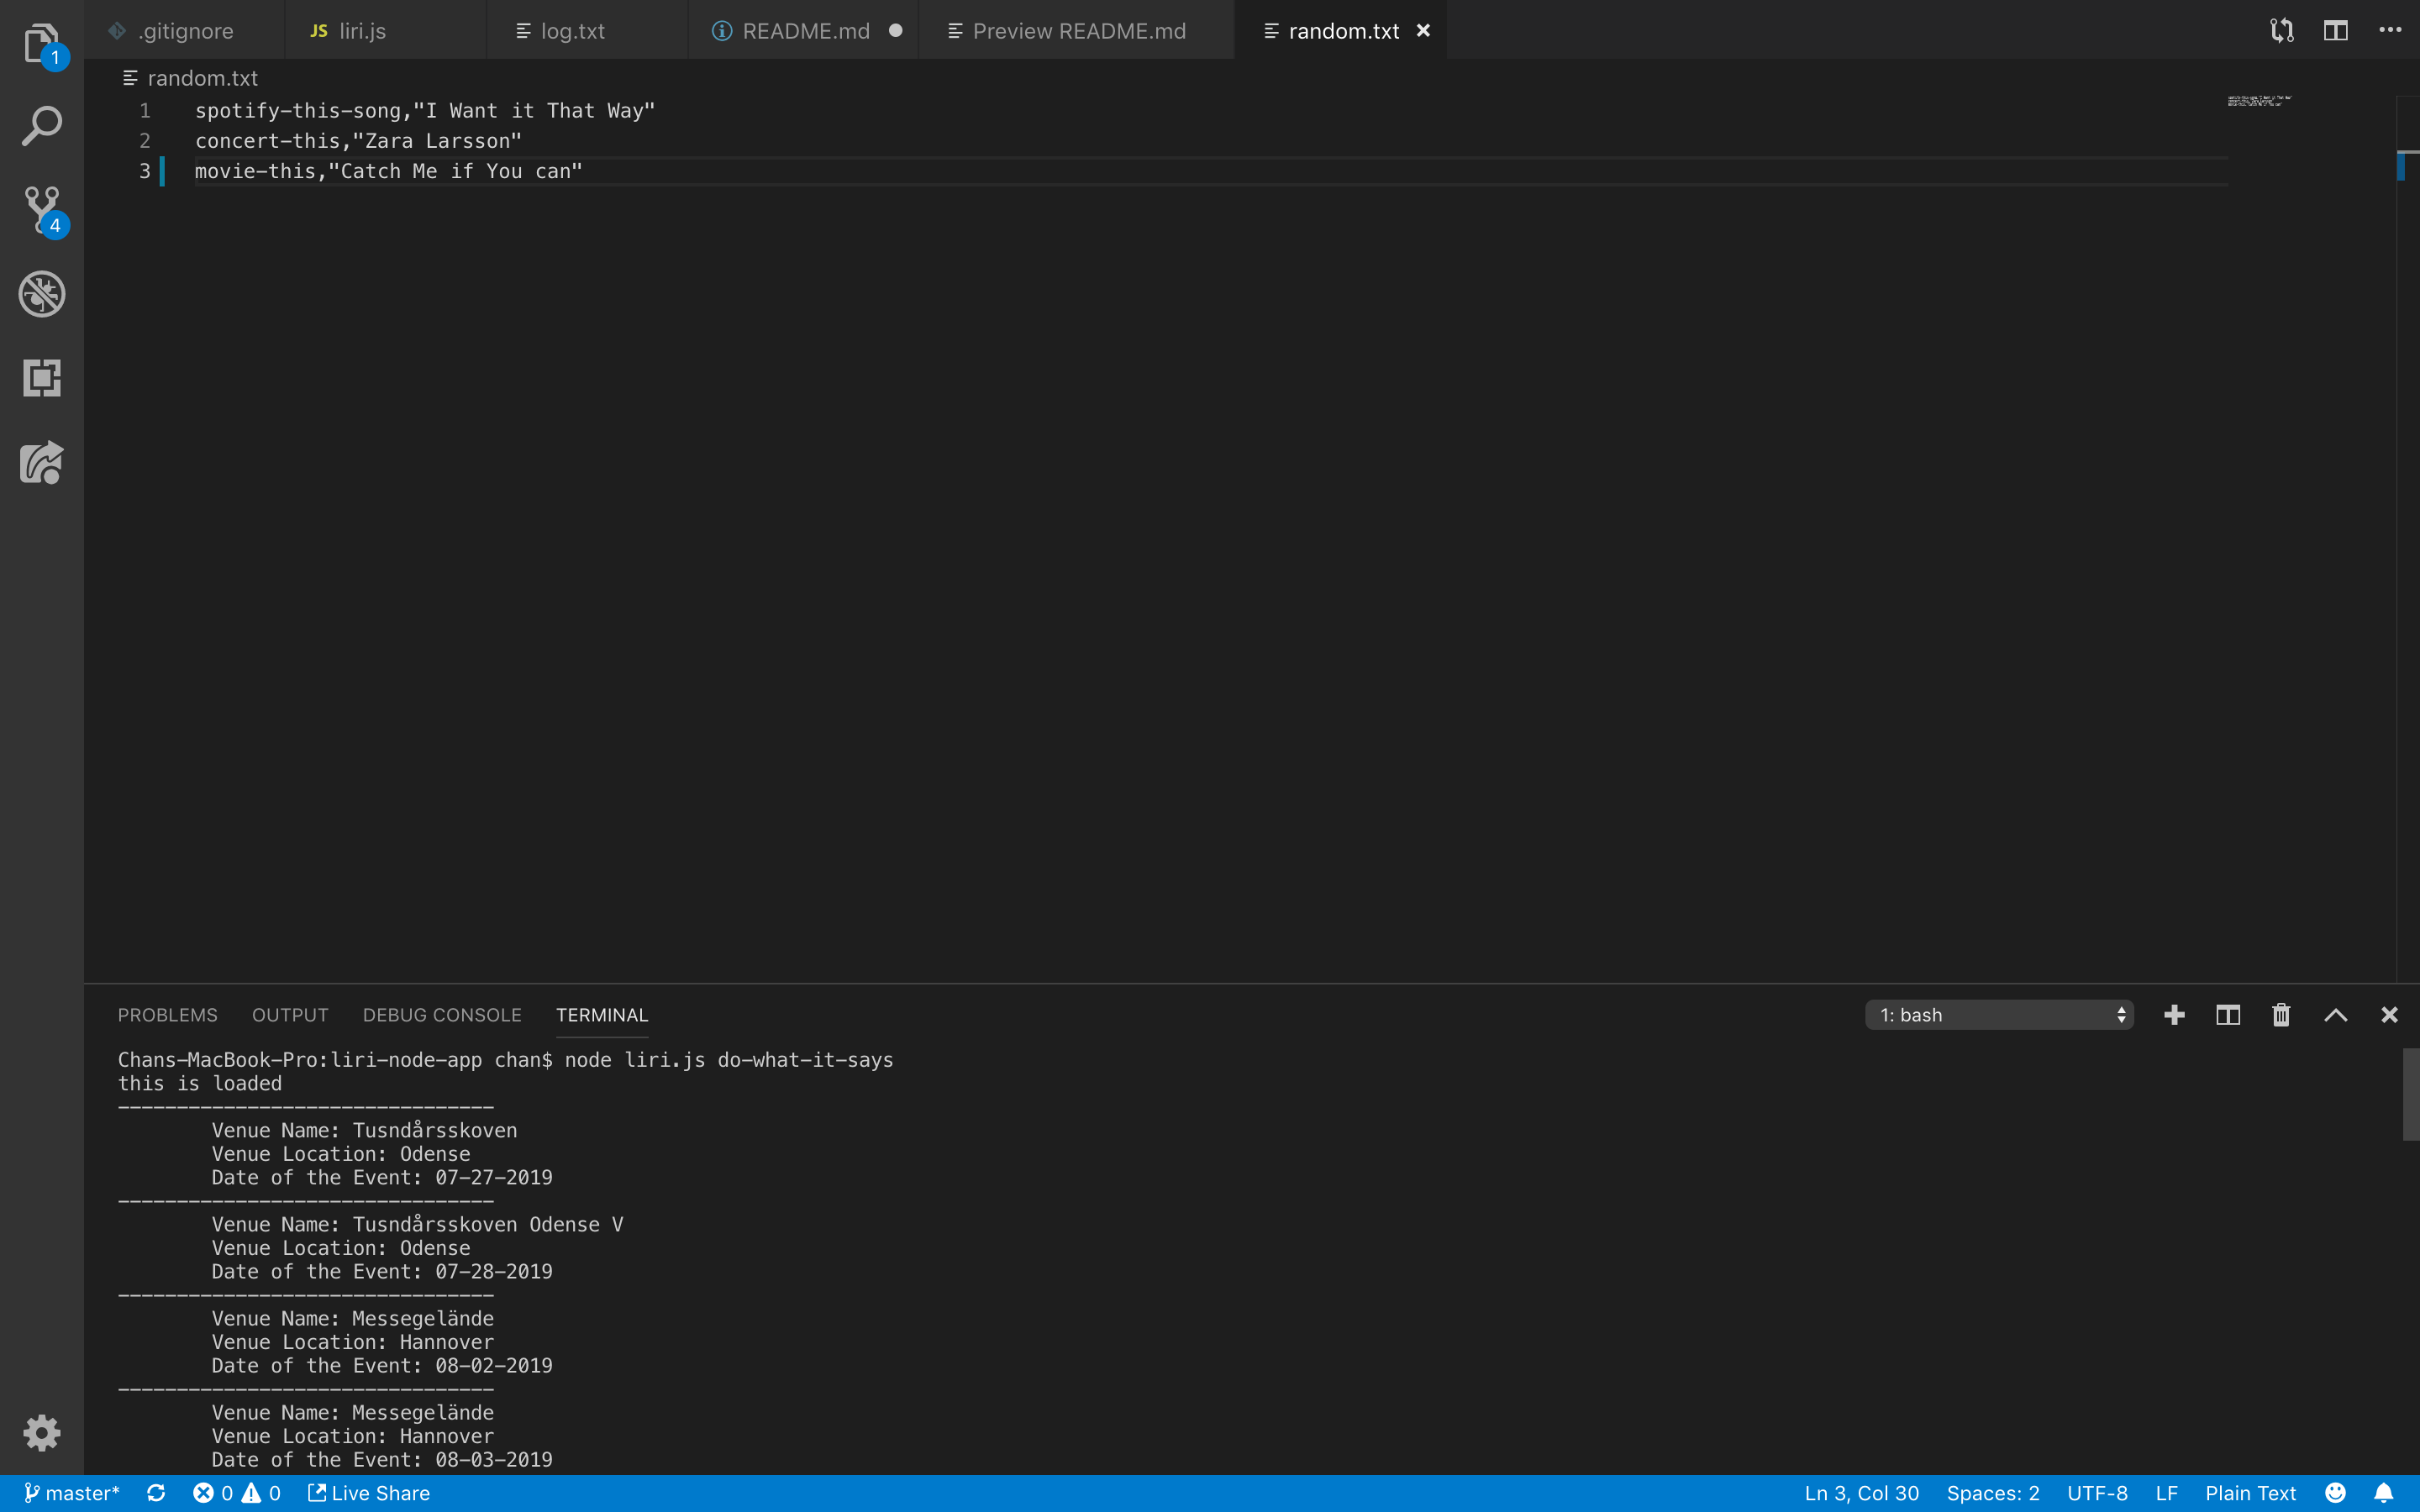 .gitignore JS liri.js log.txt README.md Preview README.md random.txt
1
random.txt
1 spotify-this-song,"I Want it That Way"
2 concert-this,"Zara Larsson"
3 movie-this,"Catch Me if You can"
4
PROBLEMS OUTPUT DEBUG CONSOLE TERMINAL 1: bash
Chans-MacBook-Pro:liri-node-app chan$ node liri.js do-what-it-says
this is loaded
--------------------------------
Venue Name: Tusndårsskoven
Venue Location: Odense
Date of the Event: 07-27-2019
--------------------------------
Venue Name: Tusndårsskoven Odense V
Venue Location: Odense
Date of the Event: 07-28-2019
--------------------------------
Venue Name: Messegelände
Venue Location: Hannover
Date of the Event: 08-02-2019
--------------------------------
Venue Name: Messegelände
Venue Location: Hannover
Date of the Event: 08-03-2019
master* 0 0 Live Share Ln 3, Col 30 Spaces: 2 UTF-8 LF Plain Text